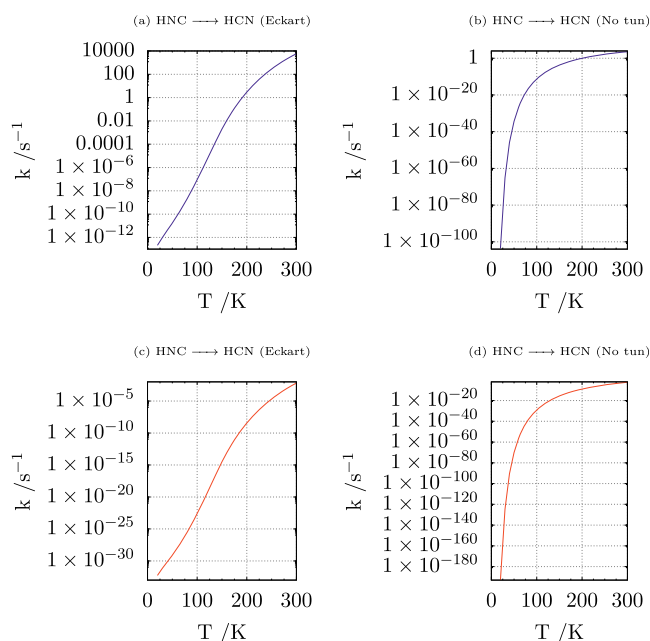 (a) HNC ⟶ HCN (Eckart)
10000
100
1
0.01
0.0001
1 × 10⁻⁶
1 × 10⁻⁸
1 × 10⁻¹⁰
1 × 10⁻¹²
k /s⁻¹
0 100 200 300
T /K
(b) HNC ⟶ HCN (No tun)
1
1 × 10⁻²⁰
1 × 10⁻⁴⁰
1 × 10⁻⁶⁰
1 × 10⁻⁸⁰
1 × 10⁻¹⁰⁰
k /s⁻¹
0 100 200 300
T /K
(c) HNC ⟶ HCN (Eckart)
1 × 10⁻⁵
1 × 10⁻¹⁰
1 × 10⁻¹⁵
1 × 10⁻²⁰
1 × 10⁻²⁵
1 × 10⁻³⁰
k /s⁻¹
0 100 200 300
T /K
(d) HNC ⟶ HCN (No tun)
1 × 10⁻²⁰
1 × 10⁻⁴⁰
1 × 10⁻⁶⁰
1 × 10⁻⁸⁰
1 × 10⁻¹⁰⁰
1 × 10⁻¹²⁰
1 × 10⁻¹⁴⁰
1 × 10⁻¹⁶⁰
1 × 10⁻¹⁸⁰
k /s⁻¹
0 100 200 300
T /K